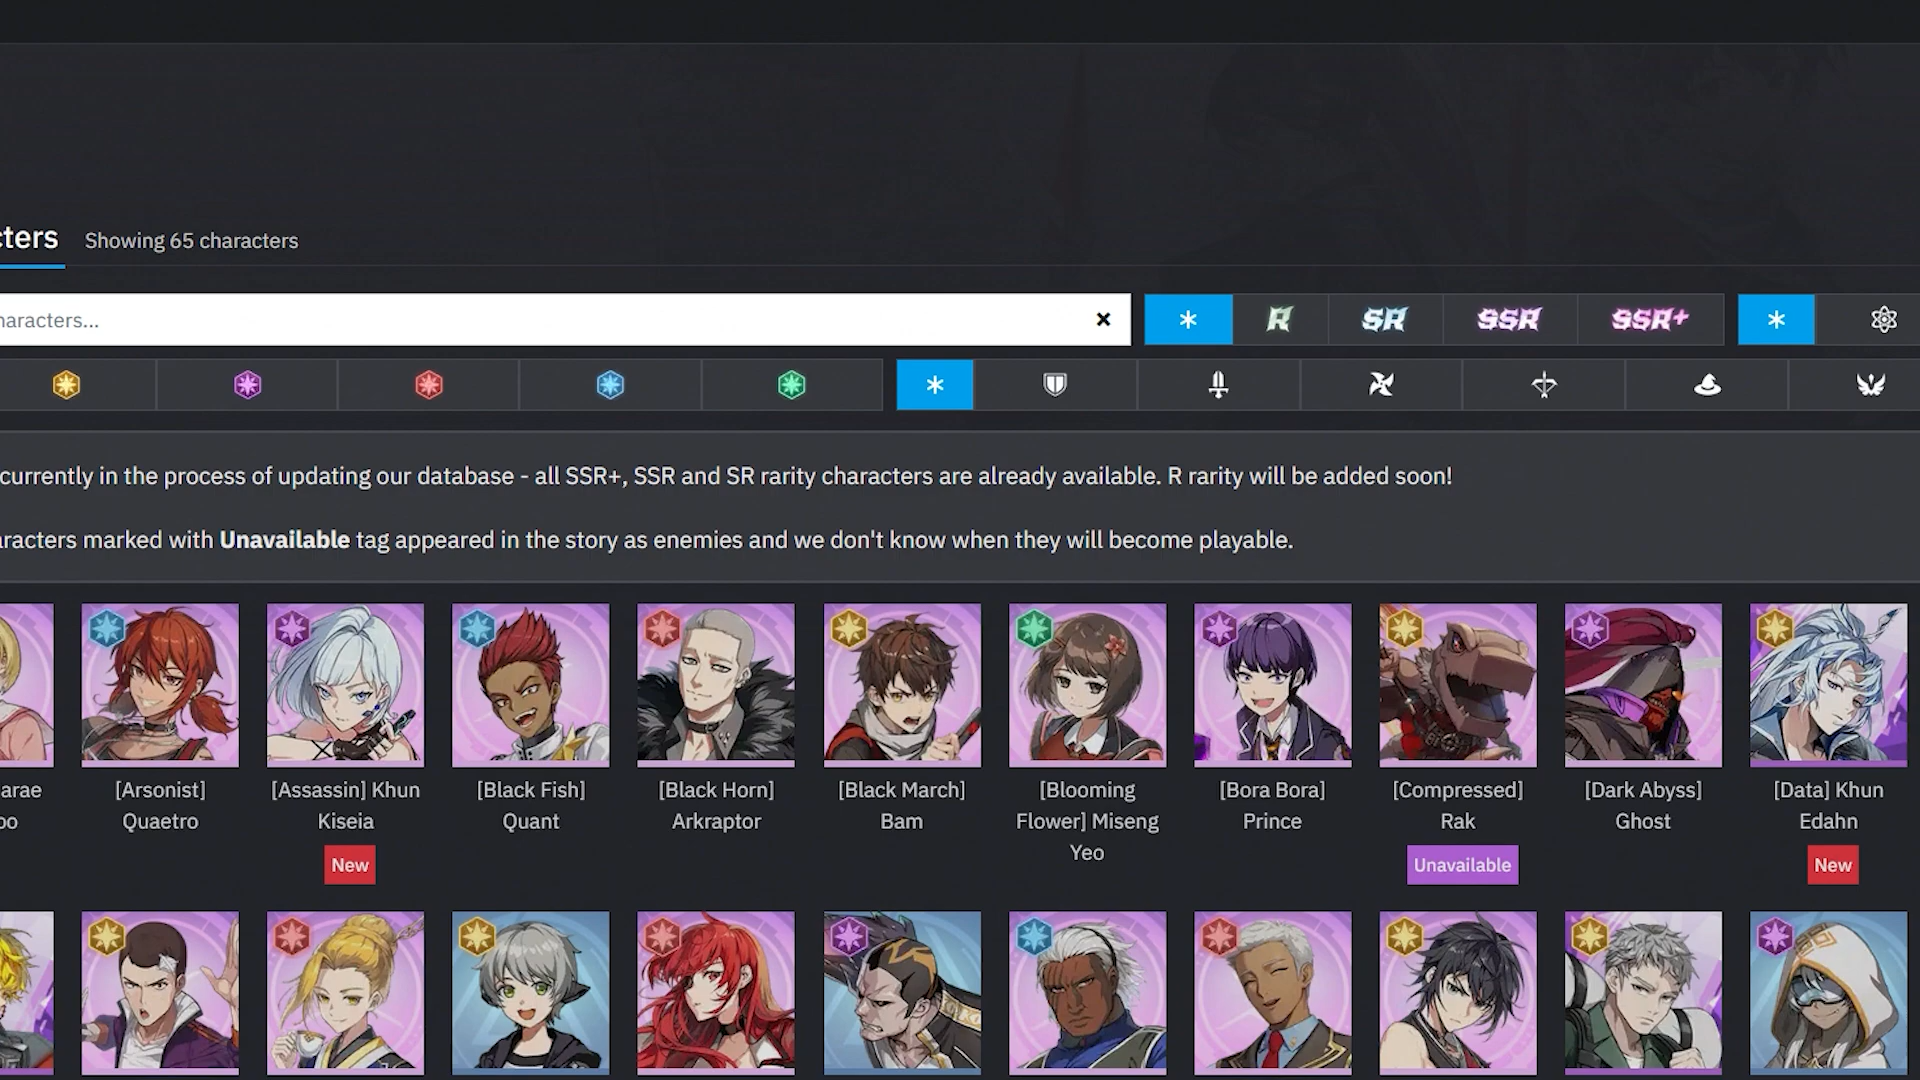 cters Showing 65 characters
haracters...
R SR SSR SSR+
currently in the process of updating our database - all SSR+, SSR and SR rarity characters are already available. R rarity will be added soon!
aracters marked with Unavailable tag appeared in the story as enemies and we don't know when they will become playable.
arae
oo
[Arsonist]
Quaetro
[Assassin] Khun
Kiseia
New
[Black Fish]
Quant
[Black Horn]
Arkraptor
[Black March]
Bam
[Blooming
Flower] Miseng
Yeo
[Bora Bora]
Prince
[Compressed]
Rak
Unavailable
[Dark Abyss]
Ghost
[Data] Khun
Edahn
New